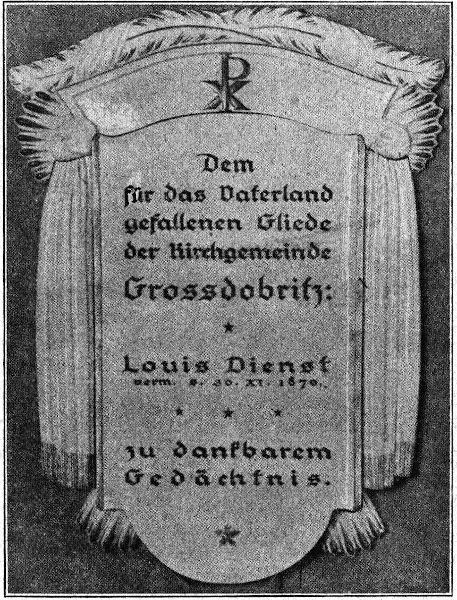 Dem
für das Vaterland
gefallenen Gliede
der Kirchgemeinde
Grossdobritz:
Louis Dienst
verm. s. 30. XI. 1870.
zu dankbarem
Gedächtnis.